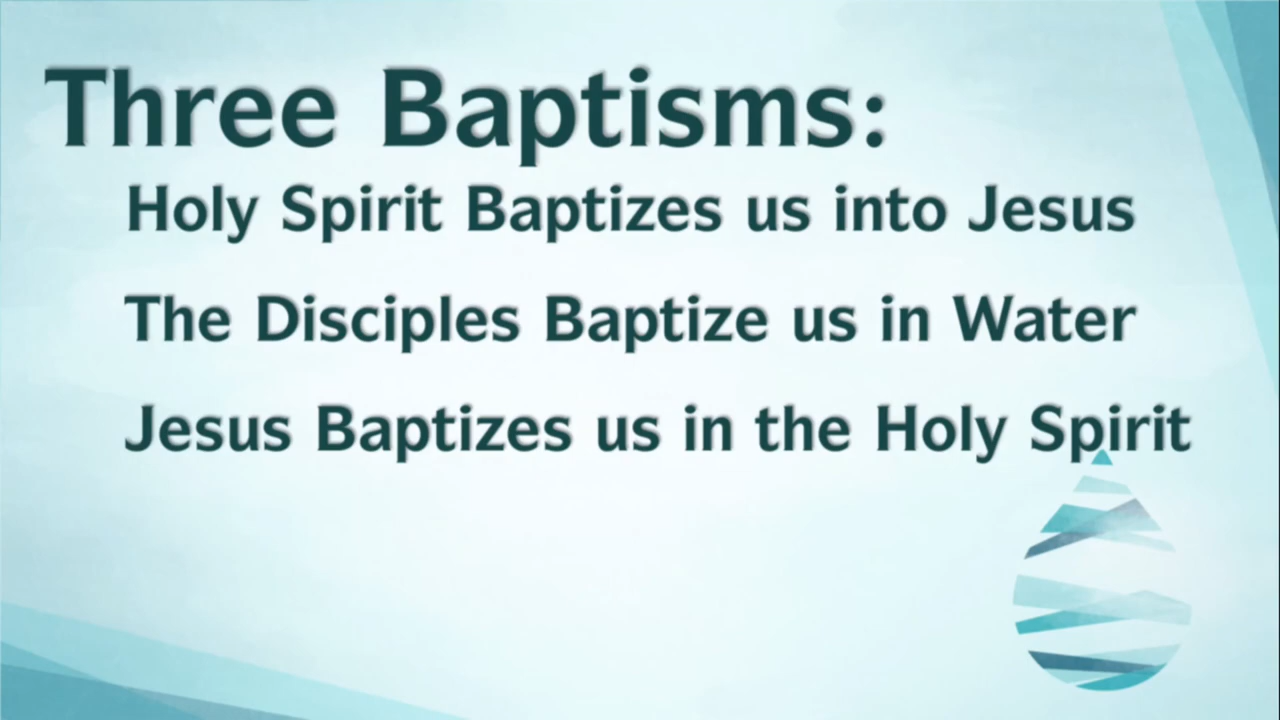 Three Baptisms:
Holy Spirit Baptizes us into Jesus
The Disciples Baptize us in Water
Jesus Baptizes us in the Holy Spirit